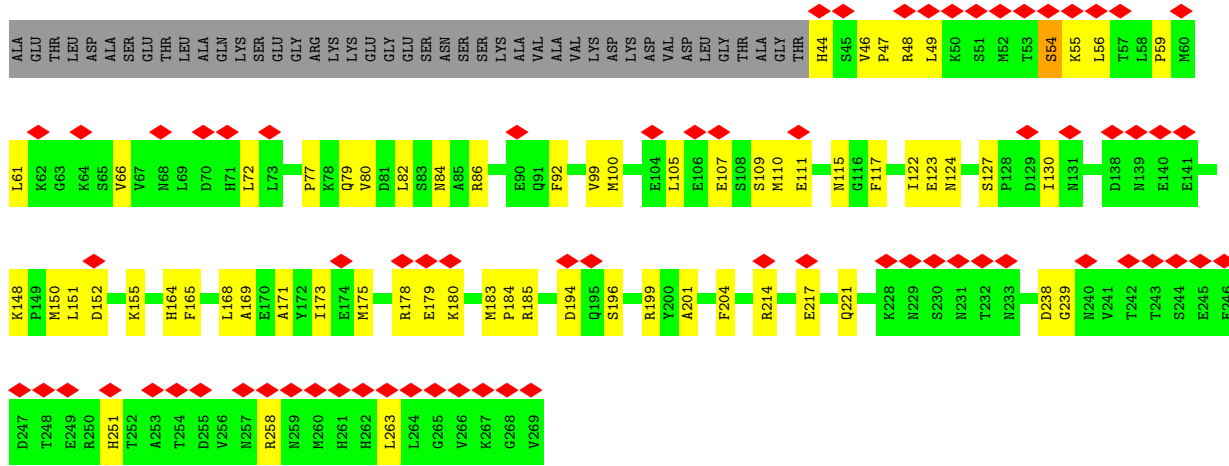 ALA GLU THR LEU ASP ALA SER GLU THR LEU ALA GLN LYS SER GLU GLY ARG LYS LYS GLU GLY GLU SER ASN SER SER LYS ALA VAL ALA VAL LYS ASP LYS ASP VAL ASP LEU GLY THR ALA GLY THR H44 S45 V46 P47 R48 L49 K50 S51 M52 T53 S54 K55 L56 T57 L58 P59 M60
L61 K62 G63 K64 S65 V66 V67 N68 L69 D70 H71 L72 L73 P77 K78 Q79 V80 D81 L82 S83 N84 A85 R86 E90 Q91 F92 V99 M100 E104 L105 E106 E107 S108 S109 M110 E111 N115 G116 F117 I122 E123 N124 S127 P128 D129 I130 N131 D138 N139 E140 E141
K148 P149 M150 L151 D152 K155 H164 F165 L168 A169 E170 A171 Y172 I173 E174 M175 R178 E179 K180 M183 P184 R185 D194 Q195 S196 R199 Y200 A201 F204 R214 E217 Q221 K228 N229 S230 N231 T232 N233 D238 G239 N240 V241 T242 T243 S244 E245 E246
D247 T248 E249 R250 H251 T252 A253 T254 D255 V256 N257 R258 N259 M260 H261 H262 L263 L264 G265 V266 K267 G268 V269